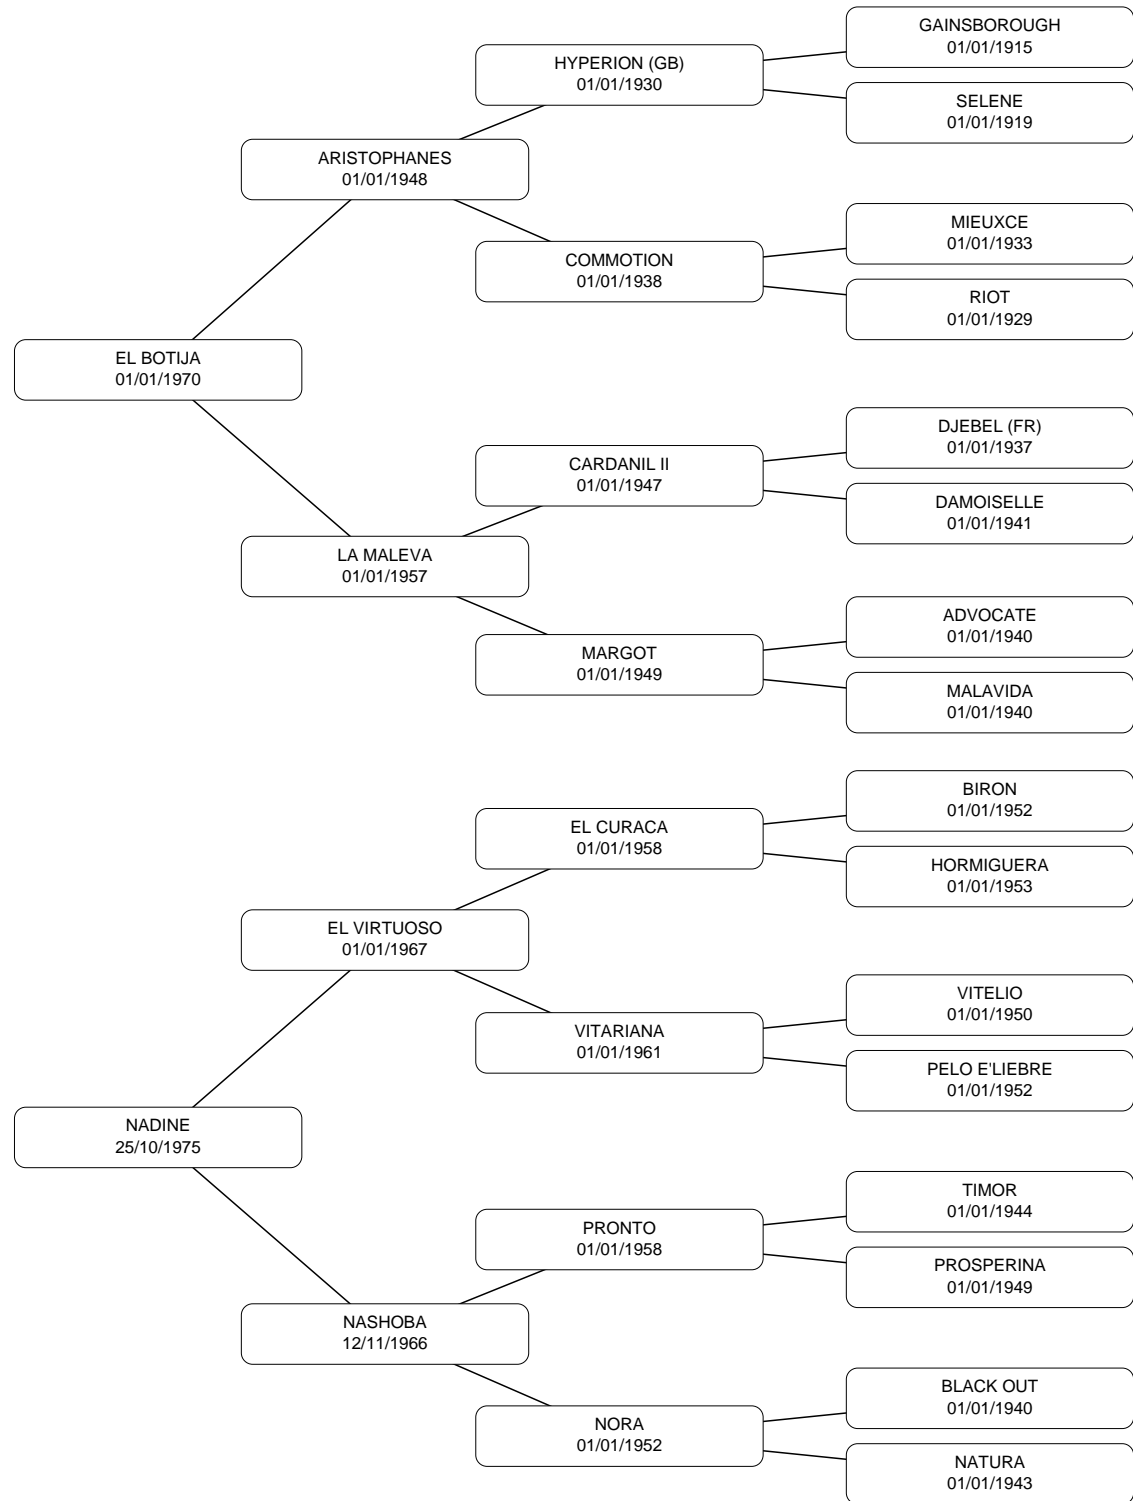 GAINSBOROUGH
01/01/1915
HYPERION (GB)
01/01/1930
SELENE
01/01/1919
ARISTOPHANES
01/01/1948
MIEUXCE
01/01/1933
COMMOTION
01/01/1938
RIOT
01/01/1929
EL BOTIJA
01/01/1970
DJEBEL (FR)
01/01/1937
CARDANIL II
01/01/1947
DAMOISELLE
01/01/1941
LA MALEVA
01/01/1957
ADVOCATE
01/01/1940
MARGOT
01/01/1949
MALAVIDA
01/01/1940
BIRON
01/01/1952
EL CURACA
01/01/1958
HORMIGUERA
01/01/1953
EL VIRTUOSO
01/01/1967
VITELIO
01/01/1950
VITARIANA
01/01/1961
PELO E'LIEBRE
01/01/1952
NADINE
25/10/1975
TIMOR
01/01/1944
PRONTO
01/01/1958
PROSPERINA
01/01/1949
NASHOBA
12/11/1966
BLACK OUT
01/01/1940
NORA
01/01/1952
NATURA
01/01/1943